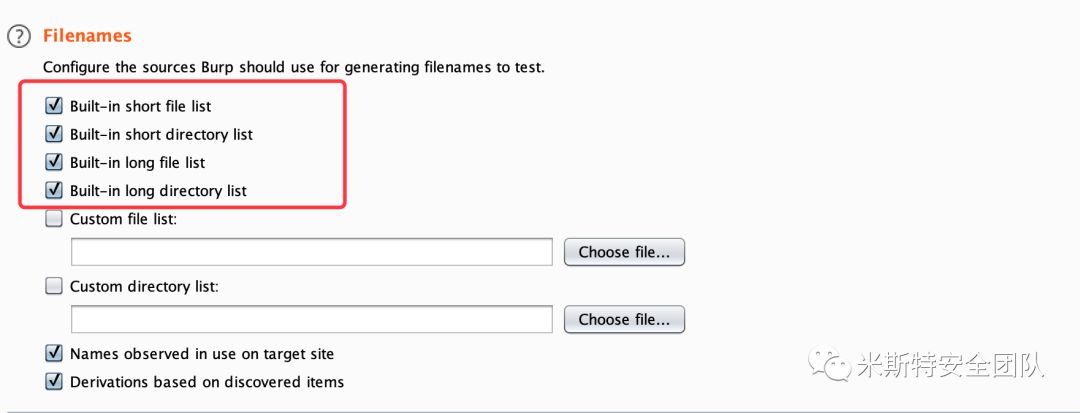 Filenames
Configure the sources Burp should use for generating filenames to test.
Built-in short file list
Built-in short directory list
Built-in long file list
Built-in long directory list
Custom file list:
Choose file...
Custom directory list:
Choose file...
Names observed in use on target site
Derivations based on discovered items
米斯特安全团队